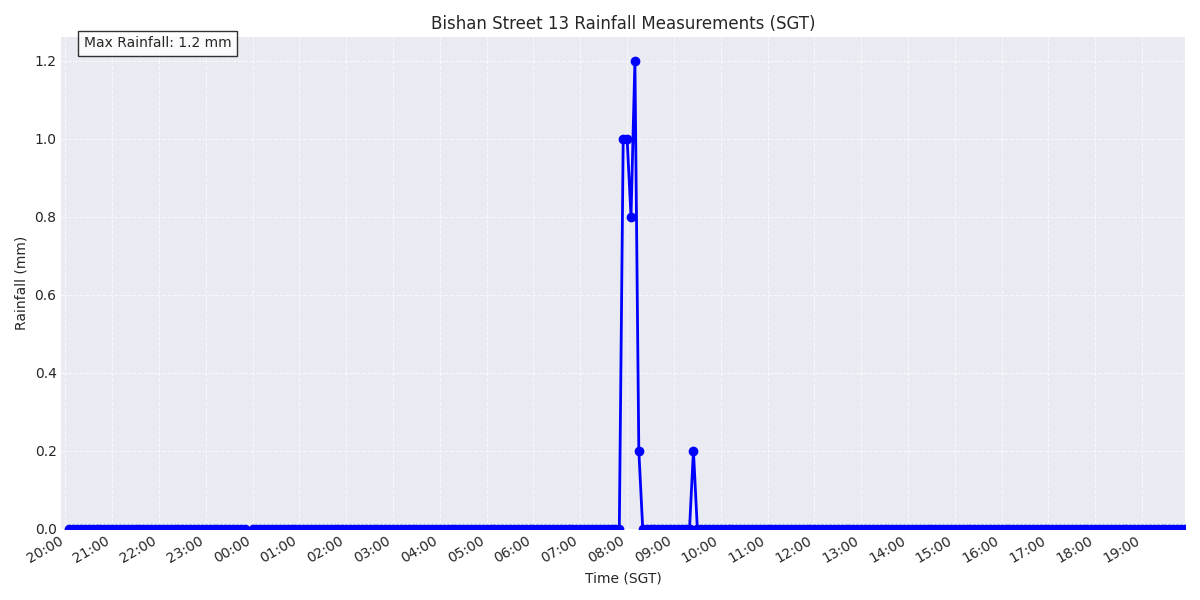 Bishan Street 13 Rainfall Measurements (SGT)
Max Rainfall: 1.2 mm
1.2
1.0
0.8
0.6
0.4
0.2
0.0
Rainfall (mm)
20:00 21:00 22:00 23:00 00:00 01:00 02:00 03:00 04:00 05:00 06:00 07:00 08:00 09:00 10:00 11:00 12:00 13:00 14:00 15:00 16:00 17:00 18:00 19:00
Time (SGT)